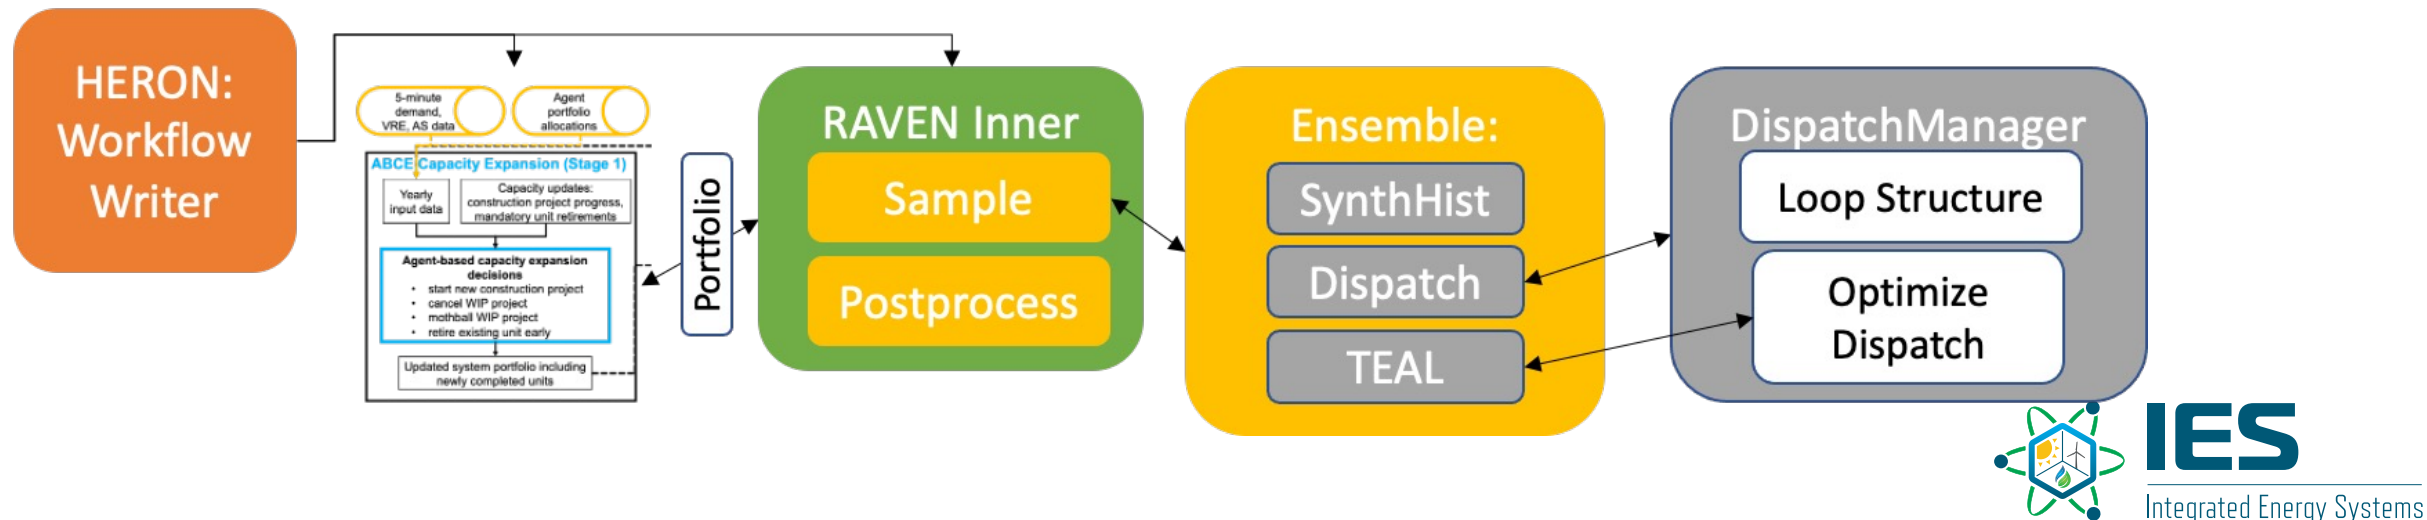 HERON:
Workflow
Writer
5-minute
demand,
VRE, AS data
Agent
portfolio
allocations
ABCE Capacity Expansion (Stage 1)
Yearly
input data
Capacity updates:
construction project progress,
mandatory unit retirements
Agent-based capacity expansion
decisions
• start new construction project
• cancel WIP project
• mothball WIP project
• retire existing unit early
Updated system portfolio including
newly completed units
Portfolio
RAVEN Inner
Sample
Postprocess
Ensemble:
SynthHist
Dispatch
TEAL
DispatchManager
Loop Structure
Optimize
Dispatch
IES
Integrated Energy Systems